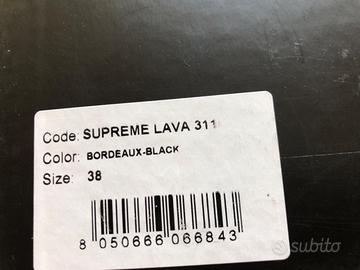 Code: SUPREME LAVA 311
Color: BORDEAUX-BLACK
Size: 38
8 050666 066843
subito